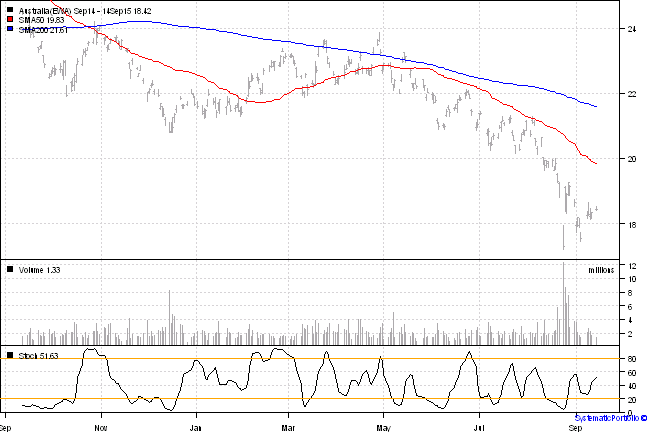 Australia(EWA) Sep14 - 14Sep15 18.42
SMA50 19.83
SMA200 21.61
24
22
20
18
Volume 1.33
millions
12
10
8
6
4
2
Stoch 51.63
80
60
40
20
0
Sep Nov Jan Mar May Jul Sep
SystematicPortfolio ©